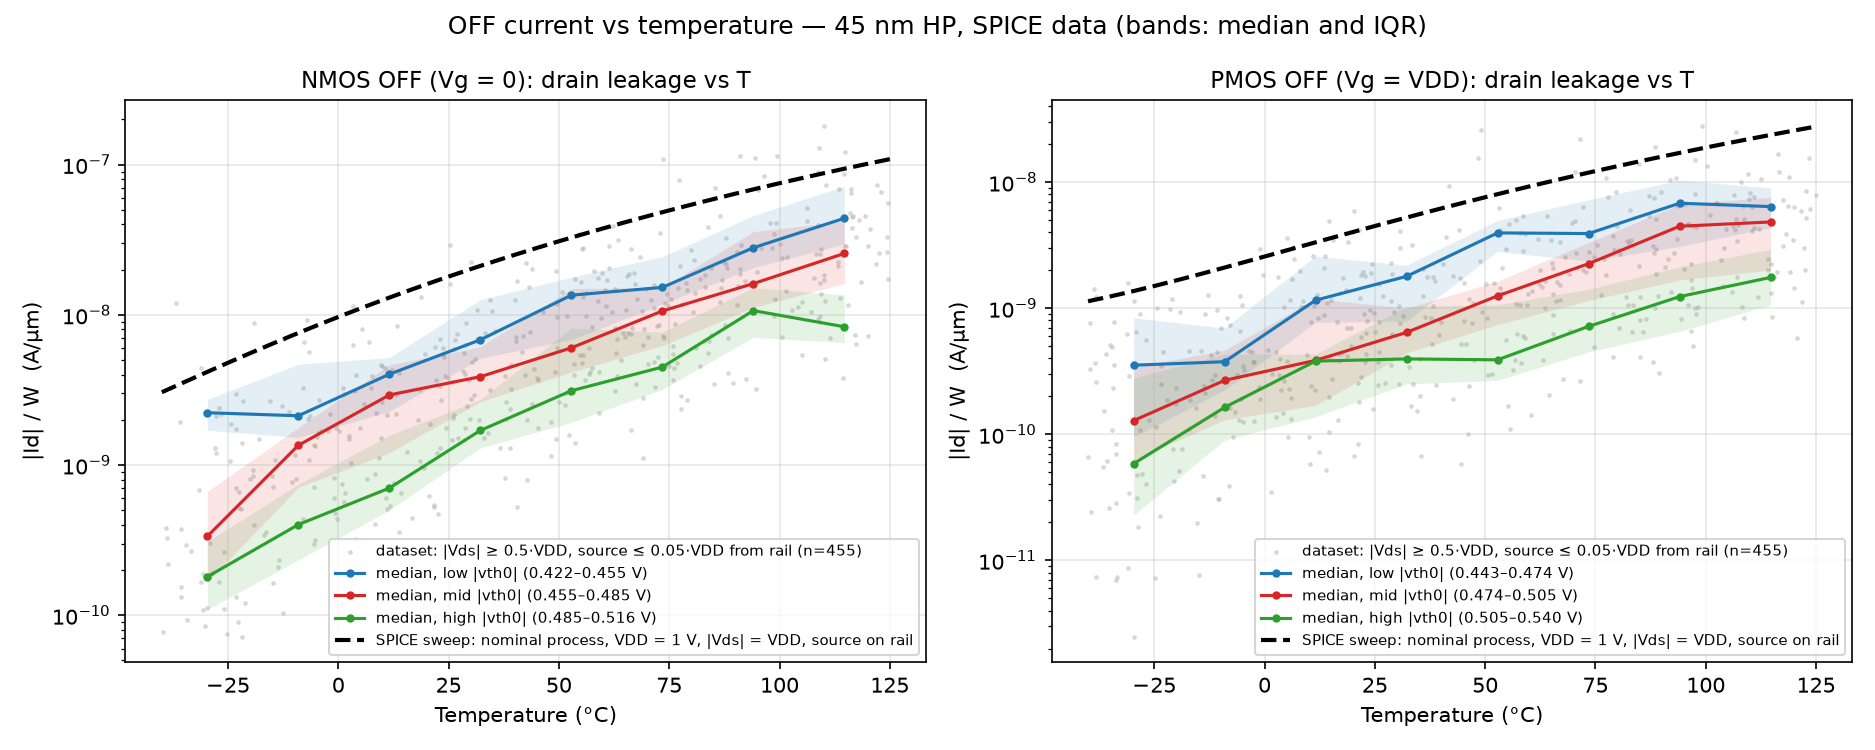 OFF current vs temperature — 45 nm HP, SPICE data (bands: median and IQR)
NMOS OFF (Vg = 0): drain leakage vs T
|Id| / W (A/µm)
10⁻⁷
10⁻⁸
10⁻⁹
10⁻¹⁰
dataset: |Vds| ≥ 0.5·VDD, source ≤ 0.05·VDD from rail (n=455)
median, low |vth0| (0.422–0.455 V)
median, mid |vth0| (0.455–0.485 V)
median, high |vth0| (0.485–0.516 V)
SPICE sweep: nominal process, VDD = 1 V, |Vds| = VDD, source on rail
−25 0 25 50 75 100 125
Temperature (°C)
PMOS OFF (Vg = VDD): drain leakage vs T
|Id| / W (A/µm)
10⁻⁸
10⁻⁹
10⁻¹⁰
10⁻¹¹
dataset: |Vds| ≥ 0.5·VDD, source ≤ 0.05·VDD from rail (n=455)
median, low |vth0| (0.443–0.474 V)
median, mid |vth0| (0.474–0.505 V)
median, high |vth0| (0.505–0.540 V)
SPICE sweep: nominal process, VDD = 1 V, |Vds| = VDD, source on rail
−25 0 25 50 75 100 125
Temperature (°C)